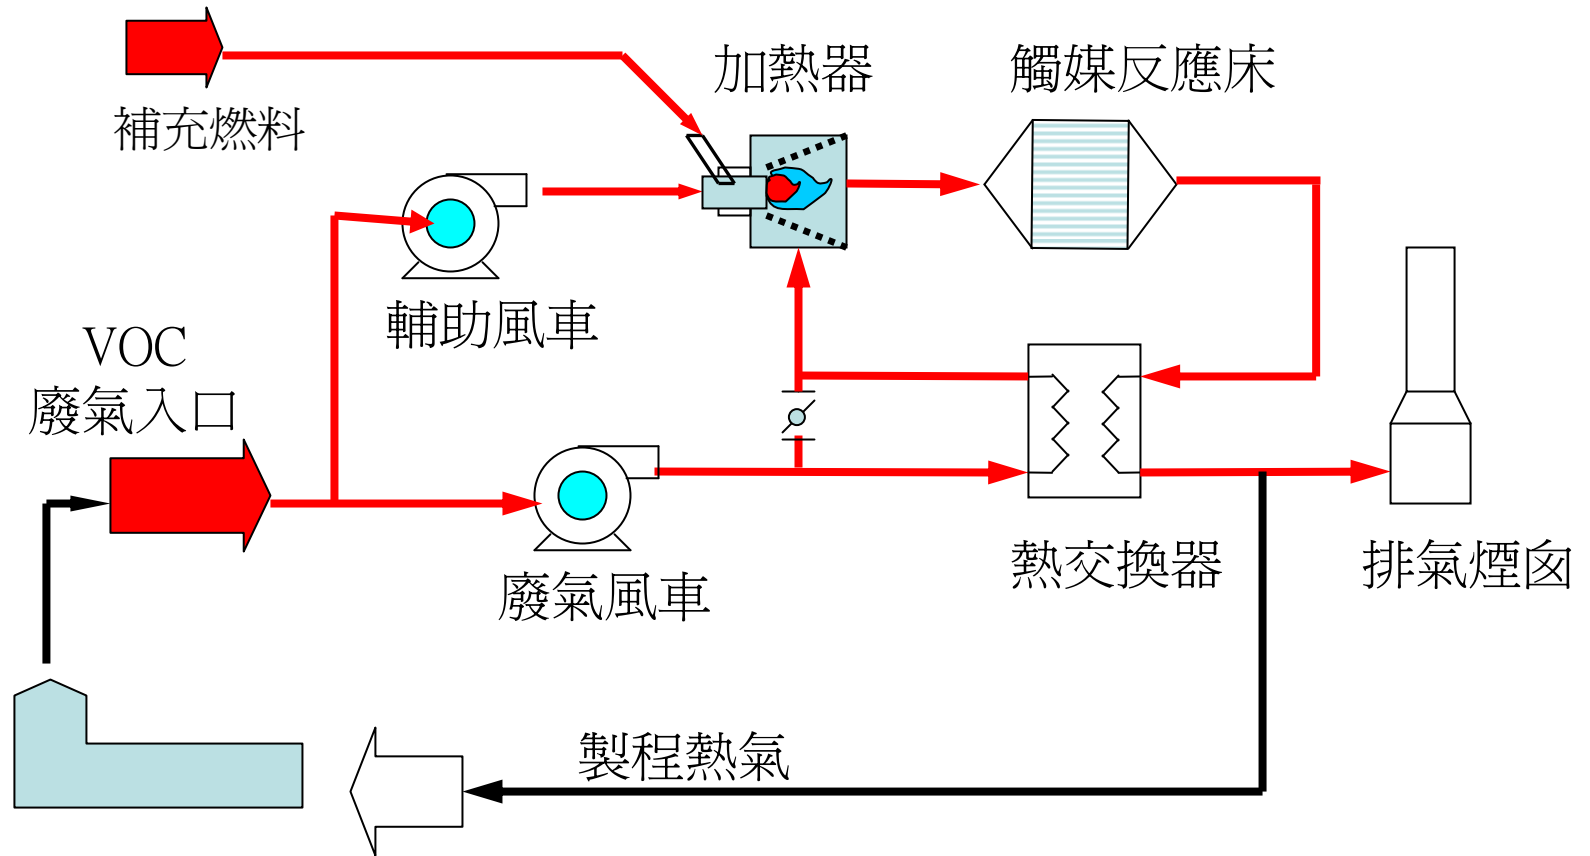 加熱器
觸媒反應床
補充燃料
輔助風車
VOC
廢氣入口
熱交換器
排氣煙囪
廢氣風車
製程熱氣